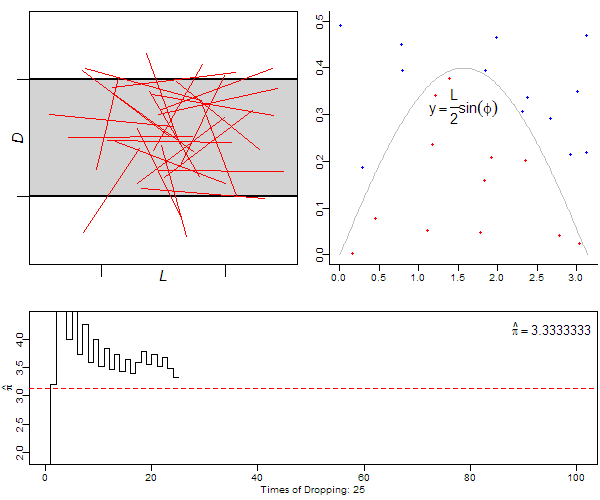 D
L
0.0 0.1 0.2 0.3 0.4 0.5
y = L/2 sin(ϕ)
0.0 0.5 1.0 1.5 2.0 2.5 3.0
π̂ = 3.3333333
π̂
2.0 2.5 3.0 3.5 4.0
0 20 40 60 80 100
Times of Dropping: 25